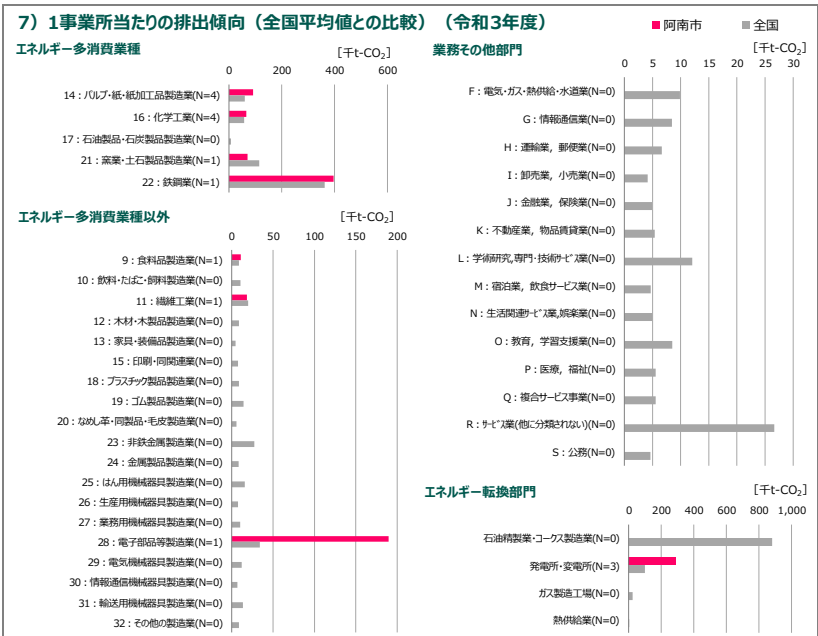 7）1事業所当たりの排出傾向（全国平均値との比較）（令和3年度）
阿南市
全国
エネルギー多消費業種
［千t-CO2］
0 200 400 600
14：パルプ・紙・紙加工品製造業(N=4)
16：化学工業(N=4)
17：石油製品・石炭製品製造業(N=0)
21：窯業・土石製品製造業(N=1)
22：鉄鋼業(N=1)
エネルギー多消費業種以外
［千t-CO2］
0 50 100 150 200
9：食料品製造業(N=1)
10：飲料・たばこ・飼料製造業(N=0)
11：繊維工業(N=1)
12：木材・木製品製造業(N=0)
13：家具・装備品製造業(N=0)
15：印刷・同関連業(N=0)
18：プラスチック製品製造業(N=0)
19：ゴム製品製造業(N=0)
20：なめし革・同製品・毛皮製造業(N=0)
23：非鉄金属製造業(N=0)
24：金属製品製造業(N=0)
25：はん用機械器具製造業(N=0)
26：生産用機械器具製造業(N=0)
27：業務用機械器具製造業(N=0)
28：電子部品等製造業(N=1)
29：電気機械器具製造業(N=0)
30：情報通信機械器具製造業(N=0)
31：輸送用機械器具製造業(N=0)
32：その他の製造業(N=0)
業務その他部門
［千t-CO2］
0 5 10 15 20 25 30
F：電気・ガス・熱供給・水道業(N=0)
G：情報通信業(N=0)
H：運輸業，郵便業(N=0)
I：卸売業，小売業(N=0)
J：金融業，保険業(N=0)
K：不動産業，物品賃貸業(N=0)
L：学術研究,専門・技術ｻｰﾋﾞｽ業(N=0)
M：宿泊業，飲食サービス業(N=0)
N：生活関連ｻｰﾋﾞｽ業,娯楽業(N=0)
O：教育，学習支援業(N=0)
P：医療，福祉(N=0)
Q：複合サービス事業(N=0)
R：ｻｰﾋﾞｽ業(他に分類されない)(N=0)
S：公務(N=0)
エネルギー転換部門
［千t-CO2］
0 200 400 600 800 1,000
石油精製業・コークス製造業(N=0)
発電所・変電所(N=3)
ガス製造工場(N=0)
熱供給業(N=0)